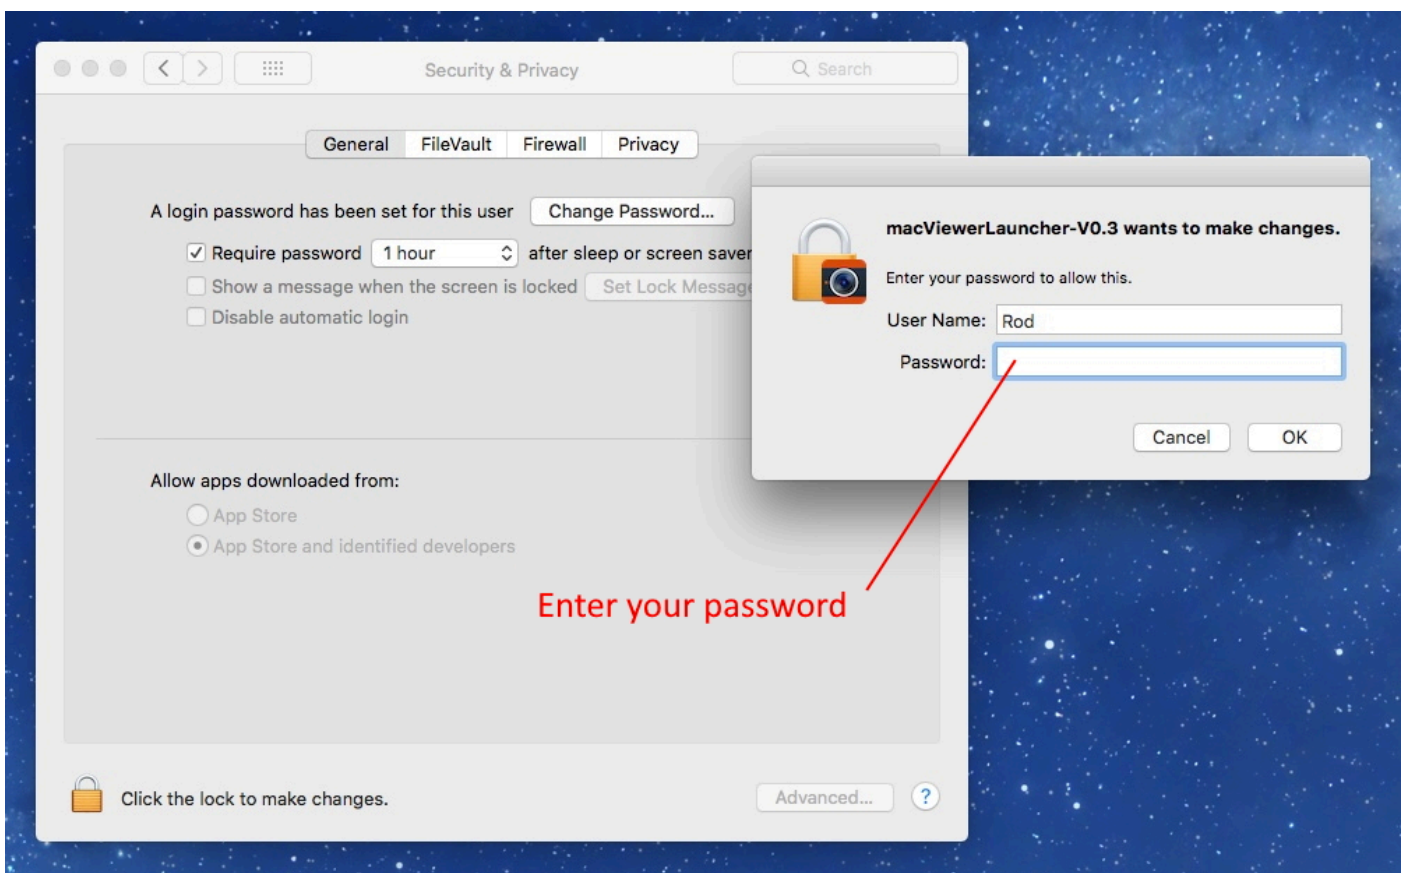 Security & Privacy
Search
General FileVault Firewall Privacy
A login password has been set for this user Change Password...
Require password 1 hour after sleep or screen saver
Show a message when the screen is locked Set Lock Message
Disable automatic login
Allow apps downloaded from:
App Store
App Store and identified developers
Click the lock to make changes.
Advanced... ?
macViewerLauncher-V0.3 wants to make changes.
Enter your password to allow this.
User Name: Rod
Password:
Cancel OK
Enter your password